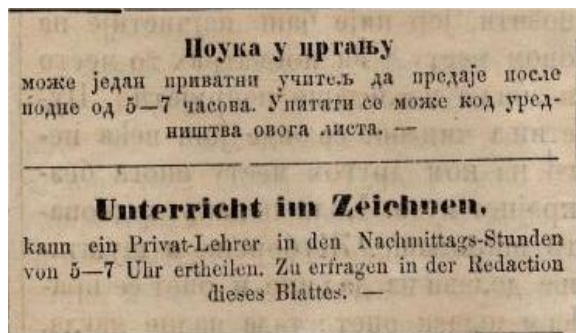 Поука у цртању
може један приватни учитељ да предаје после
подне од 5—7 часова. Упитати се може код уред-
ништва овога листа. —
Unterricht im Zeichnen.
kann ein Privat-Lehrer in den Nachmittags-Stunden
von 5—7 Uhr ertheilen. Zu erfragen in der Redaction
dieses Blattes. —